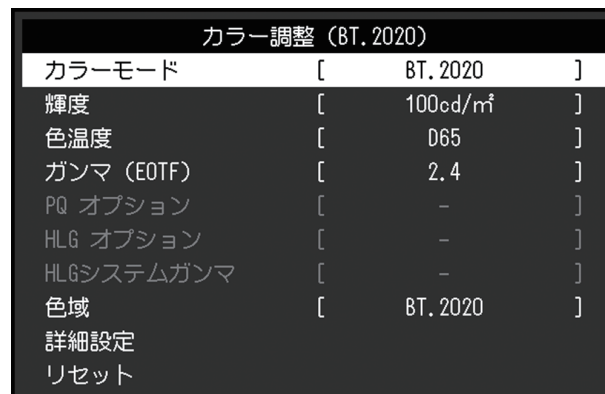 カラー調整 (BT.2020)
カラーモード [ BT.2020 ]
輝度 [ 100cd/㎡ ]
色温度 [ D65 ]
ガンマ (EOTF) [ 2.4 ]
PQ オプション [ － ]
HLG オプション [ － ]
HLGシステムガンマ [ － ]
色域 [ BT.2020 ]
詳細設定
リセット